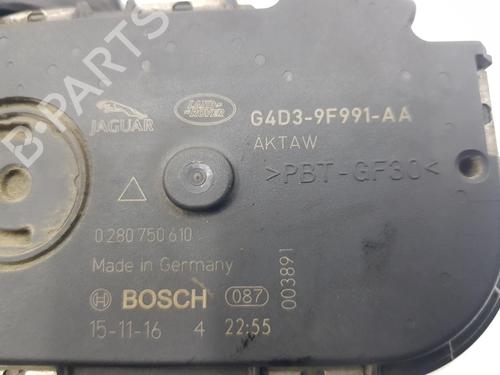 B-PARTS
JAGUAR
LAND-ROVER
G4D3-9F991-AA
AKTAW
>PBT-GF30<
0 280 750 610
Made in Germany
003891
BOSCH 087
15-11-16 4 22:55